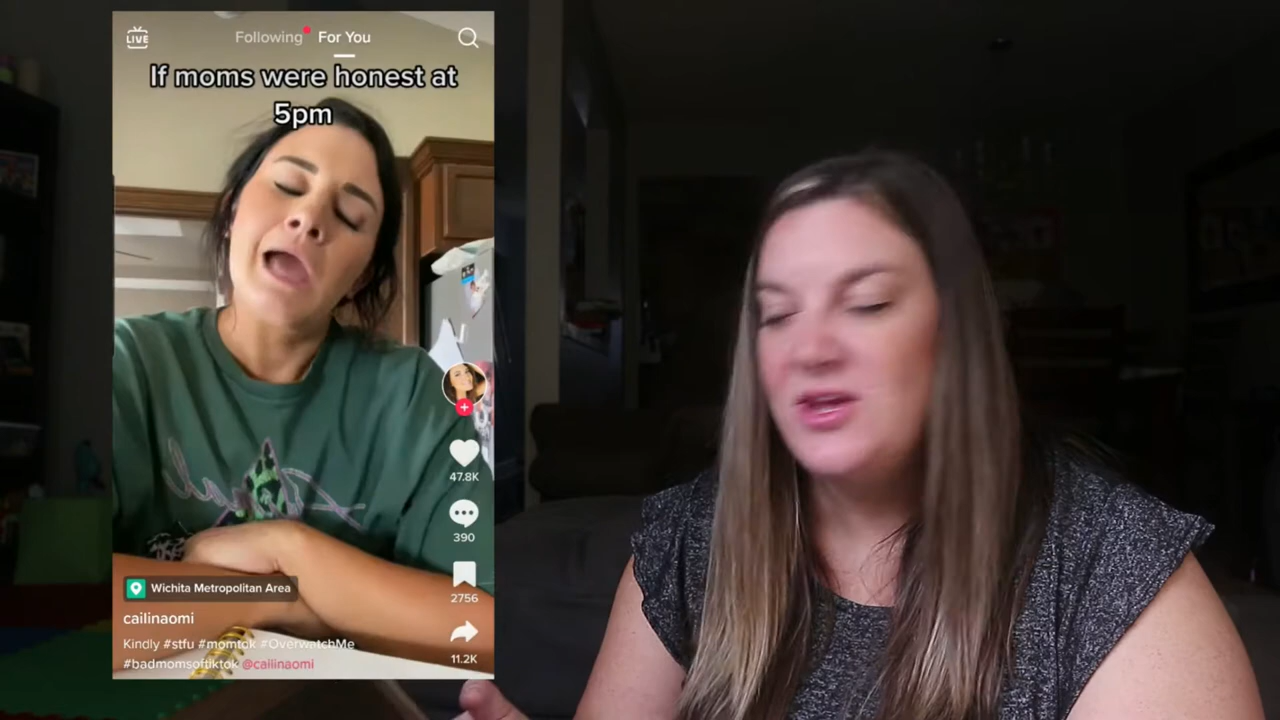 LIVE
Following For You
If moms were honest at
5pm
47.8K
390
2756
Wichita Metropolitan Area
cailinaomi
11.2K
Kindly #stfu #momtok #OverwatchMe
#badmomsoftiktok @cailinaomi